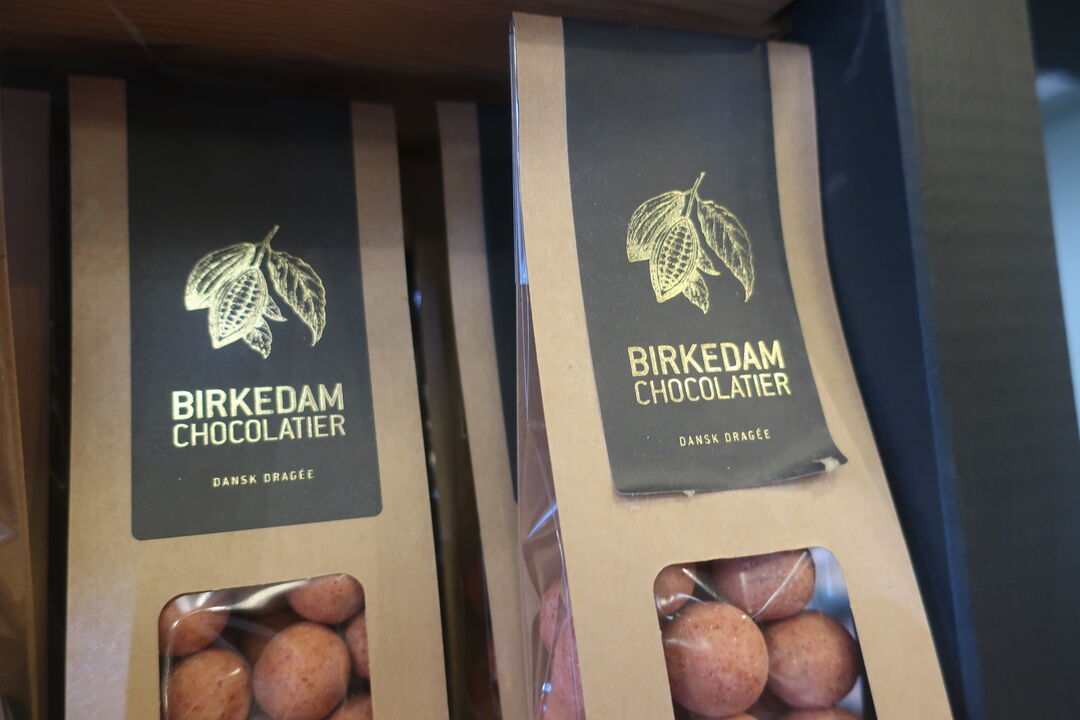 BIRKEDAM
CHOCOLATIER
DANSK DRAGÉE
BIRKEDAM
CHOCOLATIER
DANSK DRAGÉE